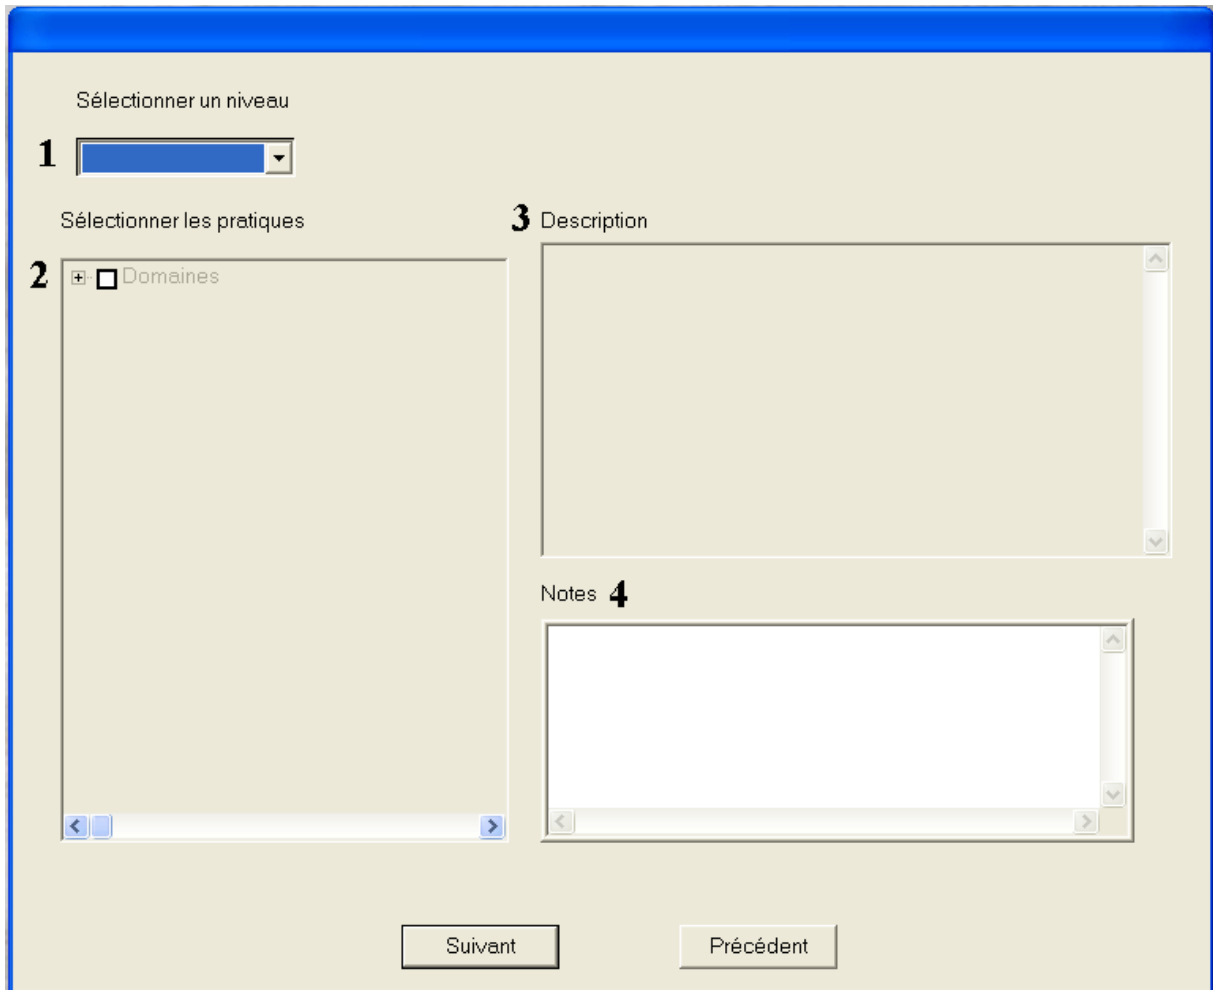 Sélectionner un niveau
1
Sélectionner les pratiques
3 Description
2
Domaines
Notes 4
Suivant
Précédent